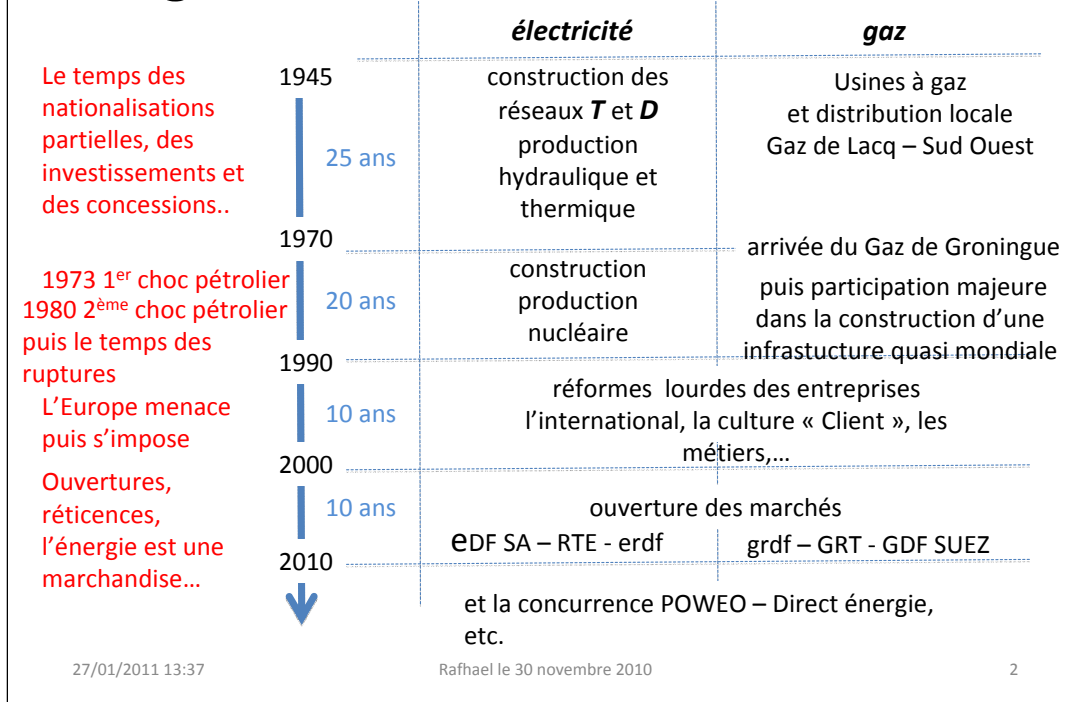 électricité
gaz
Le temps des
nationalisations
partielles, des
investissements et
des concessions..
1945
25 ans
construction des
réseaux T et D
production
hydraulique et
thermique
Usines à gaz
et distribution locale
Gaz de Lacq – Sud Ouest
1970
1973 1er choc pétrolier
1980 2ème choc pétrolier
puis le temps des
ruptures
20 ans
construction
production
nucléaire
arrivée du Gaz de Groningue
puis participation majeure
dans la construction d’une
infrastucture quasi mondiale
1990
L’Europe menace
puis s’impose
10 ans
réformes lourdes des entreprises
l’international, la culture « Client », les
métiers,…
2000
Ouvertures,
réticences,
l’énergie est une
marchandise…
10 ans
ouverture des marchés
eDF SA – RTE - erdf
grdf – GRT - GDF SUEZ
2010
et la concurrence POWEO – Direct énergie,
etc.
27/01/2011 13:37
Rafhael le 30 novembre 2010
2